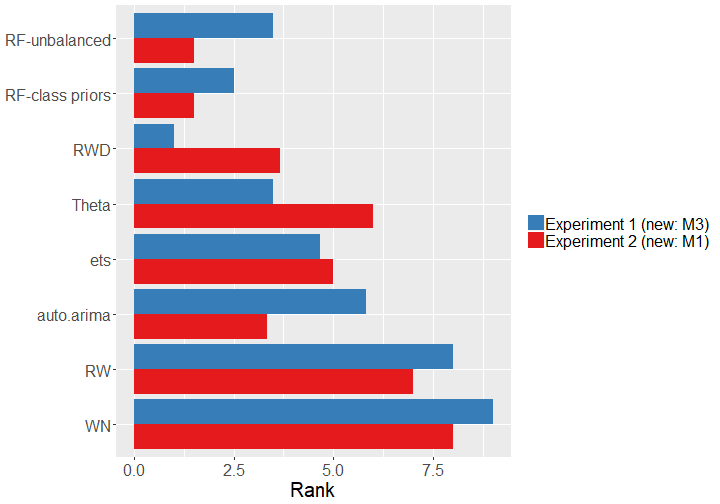 RF-unbalanced
RF-class priors
RWD
Theta
ets
auto.arima
RW
WN
0.0 2.5 5.0 7.5
Rank
Experiment 1 (new: M3)
Experiment 2 (new: M1)